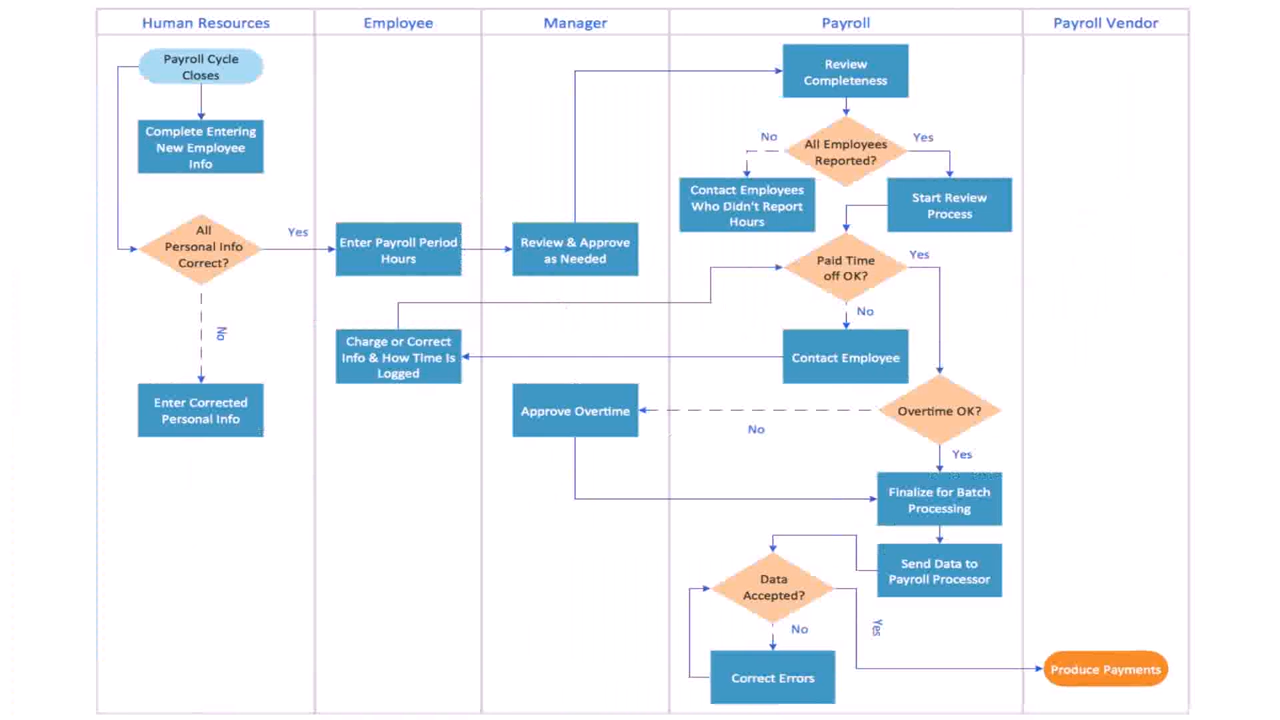 Human Resources
Employee
Manager
Payroll
Payroll Vendor
Payroll Cycle
Closes
Complete Entering
New Employee
Info
All
Personal Info
Correct?
Yes
No
Enter Corrected
Personal Info
Enter Payroll Period
Hours
Charge or Correct
Info & How Time Is
Logged
Review & Approve
as Needed
Approve Overtime
Review
Completeness
All Employees
Reported?
No
Yes
Contact Employees
Who Didn't Report
Hours
Start Review
Process
Paid Time
off OK?
Yes
No
Contact Employee
Overtime OK?
No
Yes
Finalize for Batch
Processing
Send Data to
Payroll Processor
Data
Accepted?
No
Yes
Correct Errors
Produce Payments